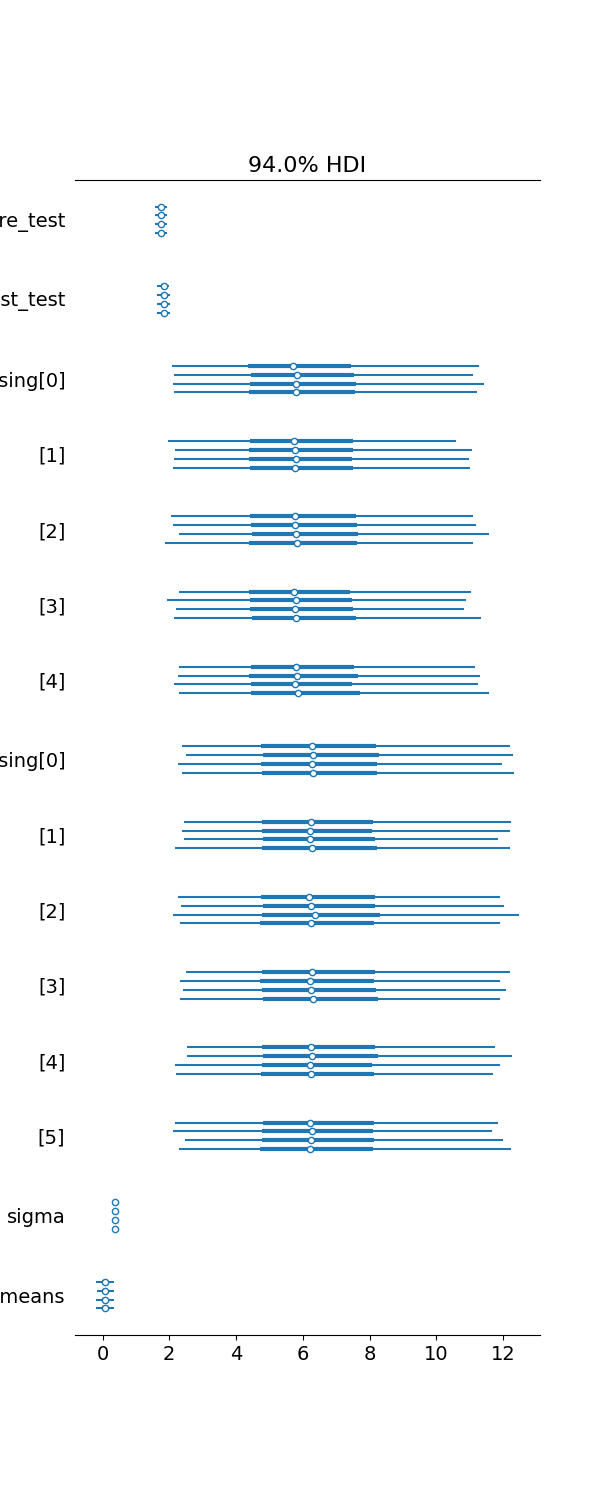 94.0% HDI
re_test
st_test
sing[0]
[1]
[2]
[3]
[4]
sing[0]
[1]
[2]
[3]
[4]
[5]
sigma
means
0 2 4 6 8 10 12